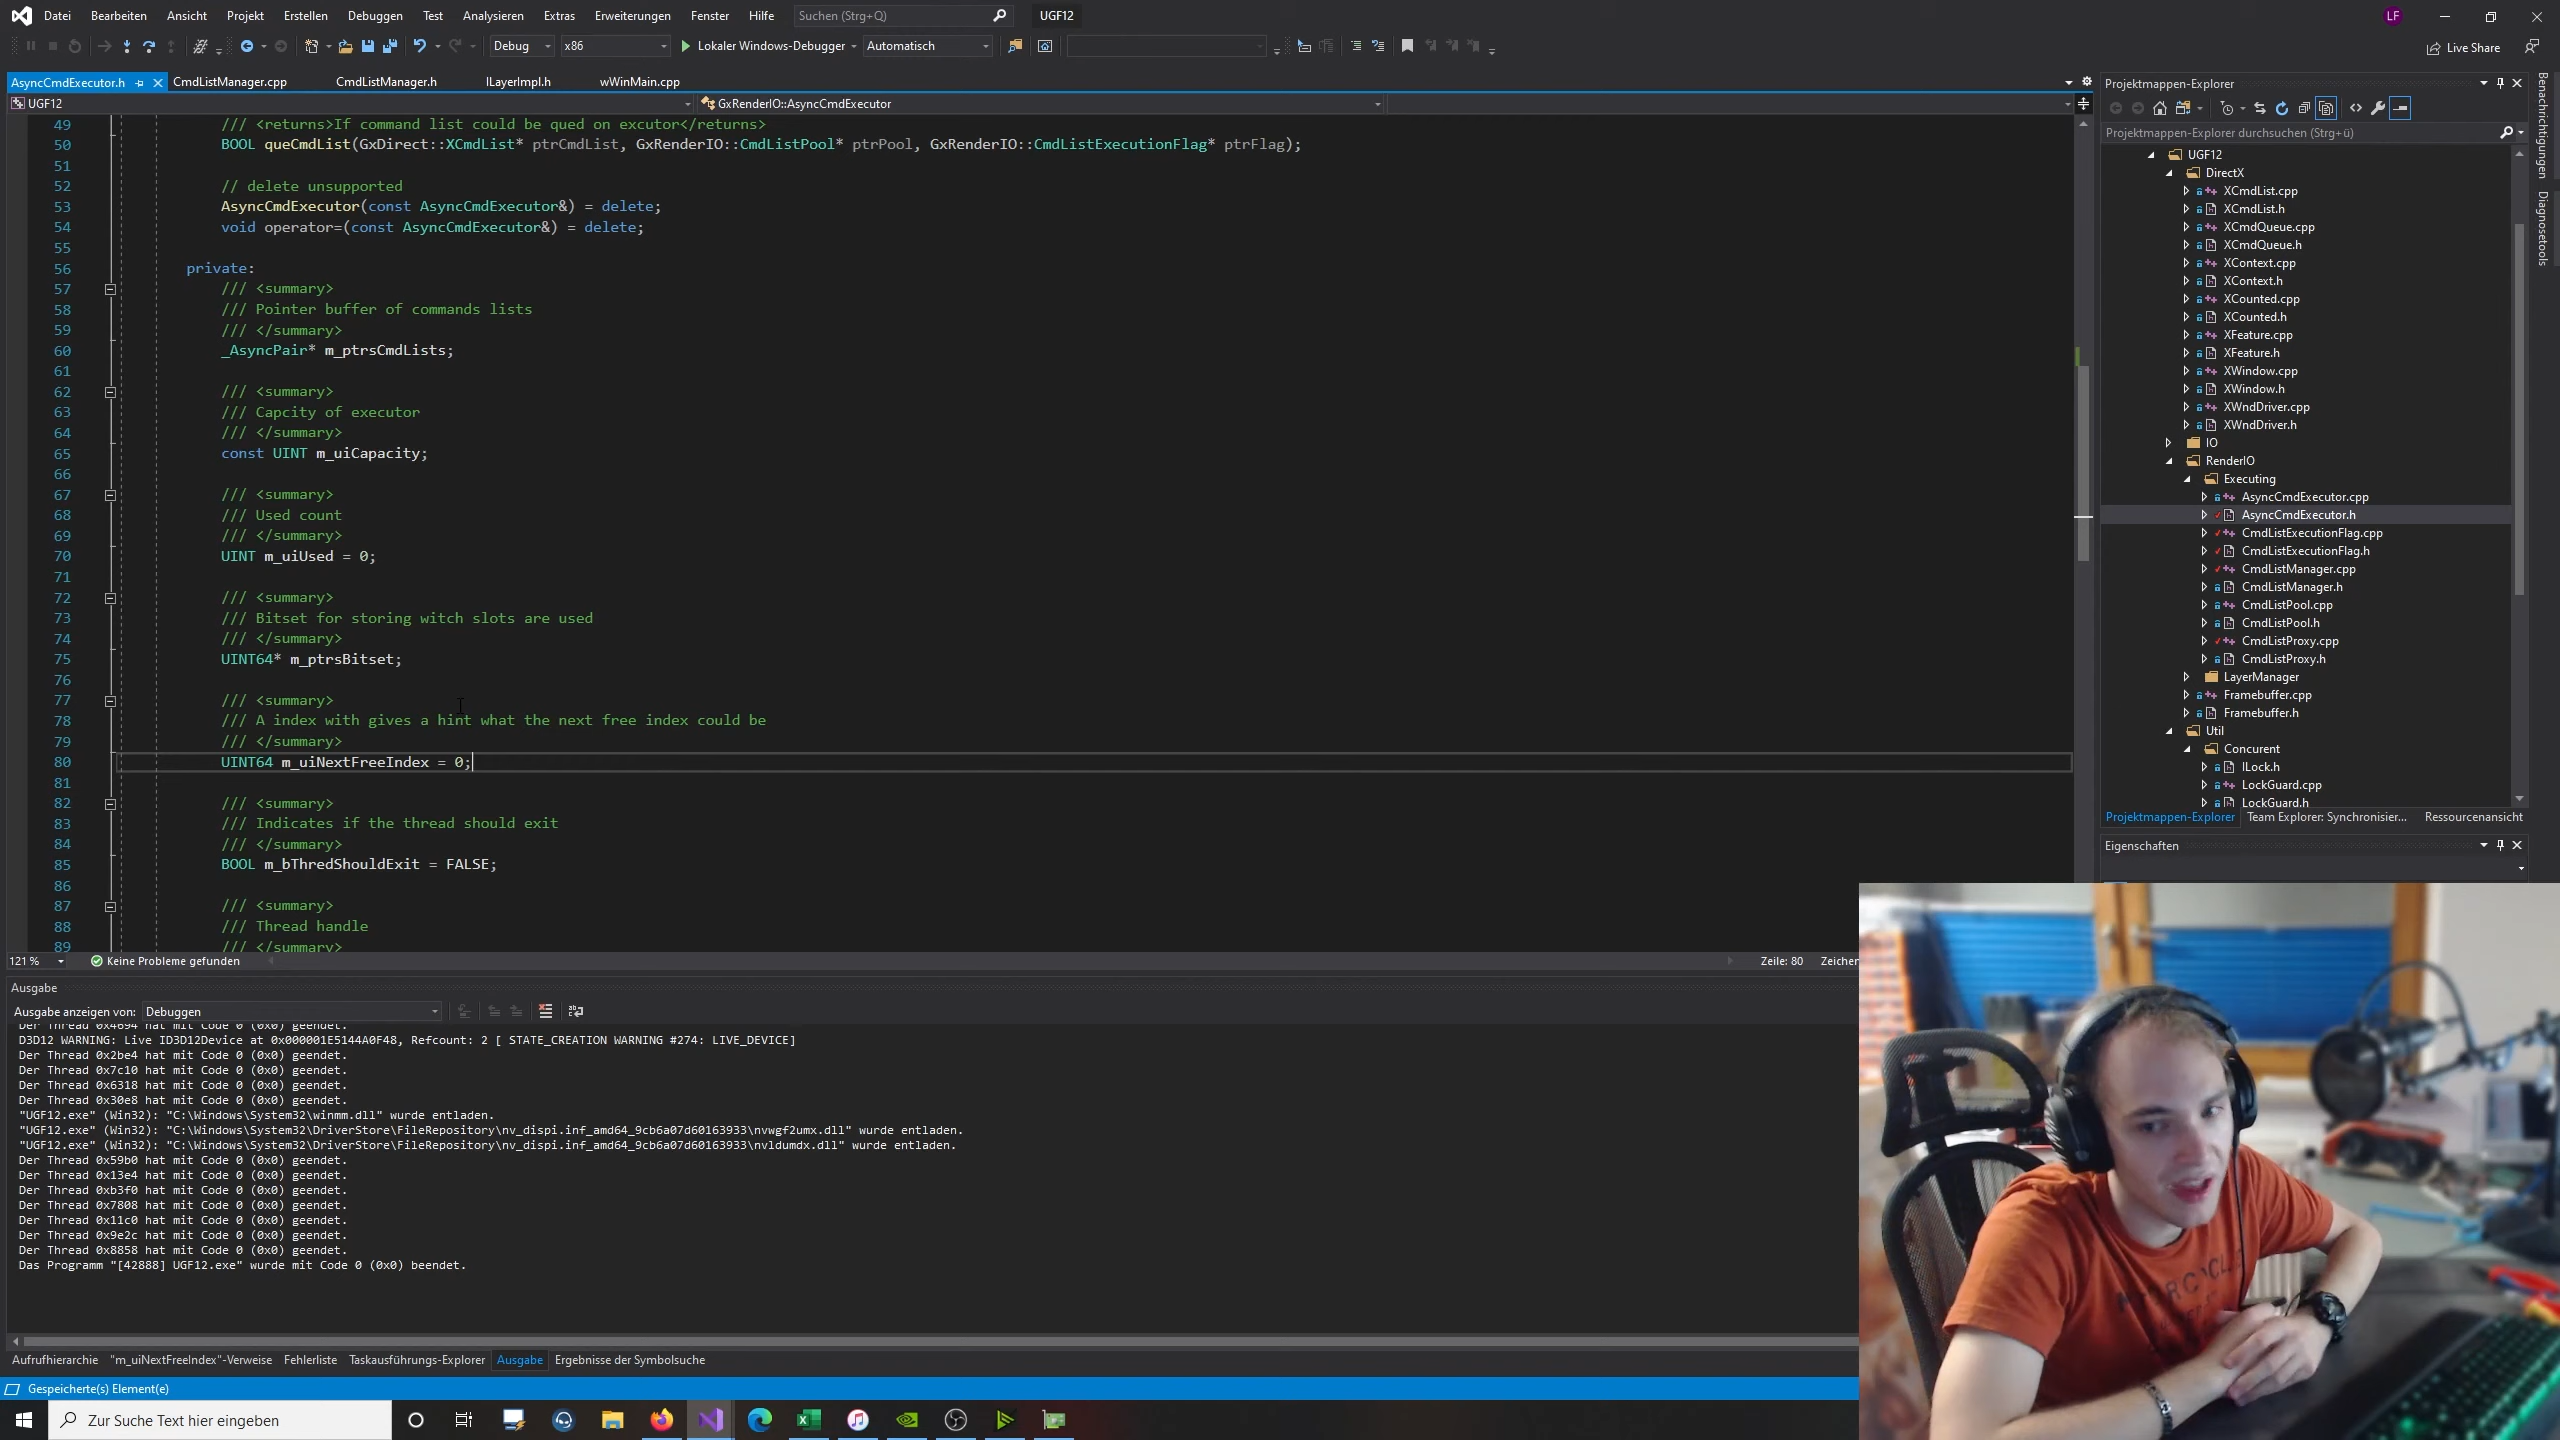 Datei Bearbeiten Ansicht Projekt Erstellen Debuggen Test Analysieren Extras Erweiterungen Fenster Hilfe Suchen (Strg+Q) UGF12 LF
Debug x86 Lokaler Windows-Debugger Automatisch Live Share
AsyncCmdExecutor.h CmdListManager.cpp CmdListManager.h ILayerImpl.h wWinMain.cpp
UGF12 GxRenderIO::AsyncCmdExecutor
49 /// <returns>If command list could be qued on excutor</returns>
50 BOOL queCmdList(GxDirect::XCmdList* ptrCmdList, GxRenderIO::CmdListPool* ptrPool, GxRenderIO::CmdListExecutionFlag* ptrFlag);
51
52 // delete unsupported
53 AsyncCmdExecutor(const AsyncCmdExecutor&) = delete;
54 void operator=(const AsyncCmdExecutor&) = delete;
55
56 private:
57 /// <summary>
58 /// Pointer buffer of commands lists
59 /// </summary>
60 _AsyncPair* m_ptrsCmdLists;
61
62 /// <summary>
63 /// Capcity of executor
64 /// </summary>
65 const UINT m_uiCapacity;
66
67 /// <summary>
68 /// Used count
69 /// </summary>
70 UINT m_uiUsed = 0;
71
72 /// <summary>
73 /// Bitset for storing witch slots are used
74 /// </summary>
75 UINT64* m_ptrsBitset;
76
77 /// <summary>
78 /// A index with gives a hint what the next free index could be
79 /// </summary>
80 UINT64 m_uiNextFreeIndex = 0;
81
82 /// <summary>
83 /// Indicates if the thread should exit
84 /// </summary>
85 BOOL m_bThredShouldExit = FALSE;
86
87 /// <summary>
88 /// Thread handle
89 /// </summary>
121 % Keine Probleme gefunden Zeile: 80 Zeichen
Ausgabe
Ausgabe anzeigen von: Debuggen
Der Thread 0x4694 hat mit Code 0 (0x0) geendet.
D3D12 WARNING: Live ID3D12Device at 0x000001E5144A0F48, Refcount: 2 [ STATE_CREATION WARNING #274: LIVE_DEVICE]
Der Thread 0x2be4 hat mit Code 0 (0x0) geendet.
Der Thread 0x7c10 hat mit Code 0 (0x0) geendet.
Der Thread 0x6318 hat mit Code 0 (0x0) geendet.
Der Thread 0x30e8 hat mit Code 0 (0x0) geendet.
"UGF12.exe" (Win32): "C:\Windows\System32\winmm.dll" wurde entladen.
"UGF12.exe" (Win32): "C:\Windows\System32\DriverStore\FileRepository\nv_dispi.inf_amd64_9cb6a07d60163933\nvwgf2umx.dll" wurde entladen.
"UGF12.exe" (Win32): "C:\Windows\System32\DriverStore\FileRepository\nv_dispi.inf_amd64_9cb6a07d60163933\nvldumdx.dll" wurde entladen.
Der Thread 0x59b0 hat mit Code 0 (0x0) geendet.
Der Thread 0x13e4 hat mit Code 0 (0x0) geendet.
Der Thread 0xb3f0 hat mit Code 0 (0x0) geendet.
Der Thread 0x7808 hat mit Code 0 (0x0) geendet.
Der Thread 0x11c0 hat mit Code 0 (0x0) geendet.
Der Thread 0x9e2c hat mit Code 0 (0x0) geendet.
Der Thread 0x8858 hat mit Code 0 (0x0) geendet.
Das Programm "[42888] UGF12.exe" wurde mit Code 0 (0x0) beendet.
Aufrufhierarchie "m_uiNextFreeIndex"-Verweise Fehlerliste Taskausführungs-Explorer Ausgabe Ergebnisse der Symbolsuche
Gespeicherte(s) Element(e)
Zur Suche Text hier eingeben
Projektmappen-Explorer
Projektmappen-Explorer durchsuchen (Strg+ü)
UGF12
DirectX
XCmdList.cpp
XCmdList.h
XCmdQueue.cpp
XCmdQueue.h
XContext.cpp
XContext.h
XCounted.cpp
XCounted.h
XFeature.cpp
XFeature.h
XWindow.cpp
XWindow.h
XWndDriver.cpp
XWndDriver.h
IO
RenderIO
Executing
AsyncCmdExecutor.cpp
AsyncCmdExecutor.h
CmdListExecutionFlag.cpp
CmdListExecutionFlag.h
CmdListManager.cpp
CmdListManager.h
CmdListPool.cpp
CmdListPool.h
CmdListProxy.cpp
CmdListProxy.h
LayerManager
Framebuffer.cpp
Framebuffer.h
Util
Concurent
ILock.h
LockGuard.cpp
LockGuard.h
Projektmappen-Explorer Team Explorer: Synchronisier... Ressourcenansicht
Eigenschaften
Benachrichtigungen
Diagnosetools